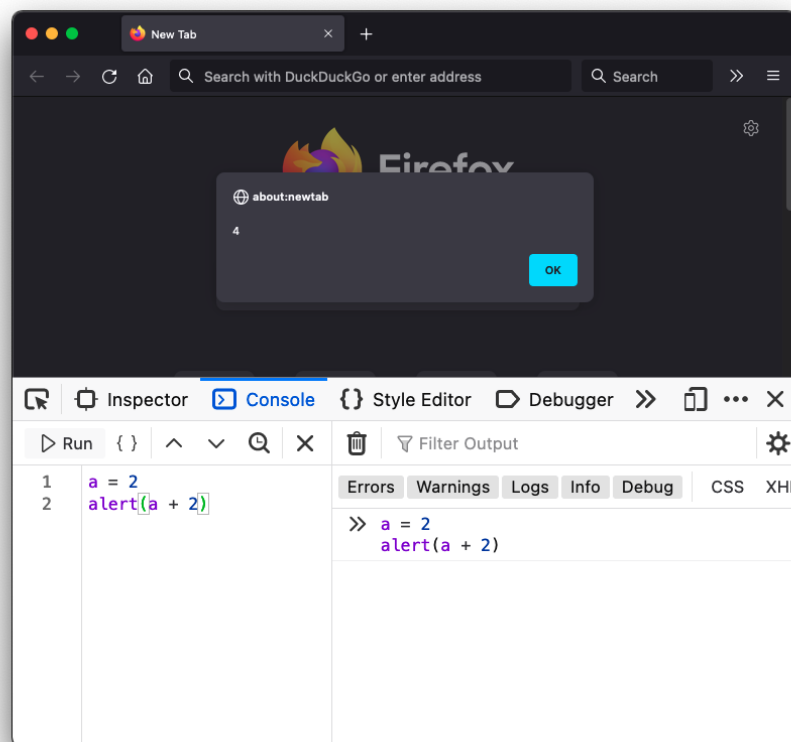 New Tab
Search with DuckDuckGo or enter address
Search
Firefox
about:newtab
4
OK
Inspector
Console
{} Style Editor
Debugger
Run
{ }
Filter Output
Errors
Warnings
Logs
Info
Debug
CSS
XH
1 a = 2
2 alert(a + 2)
a = 2
alert(a + 2)